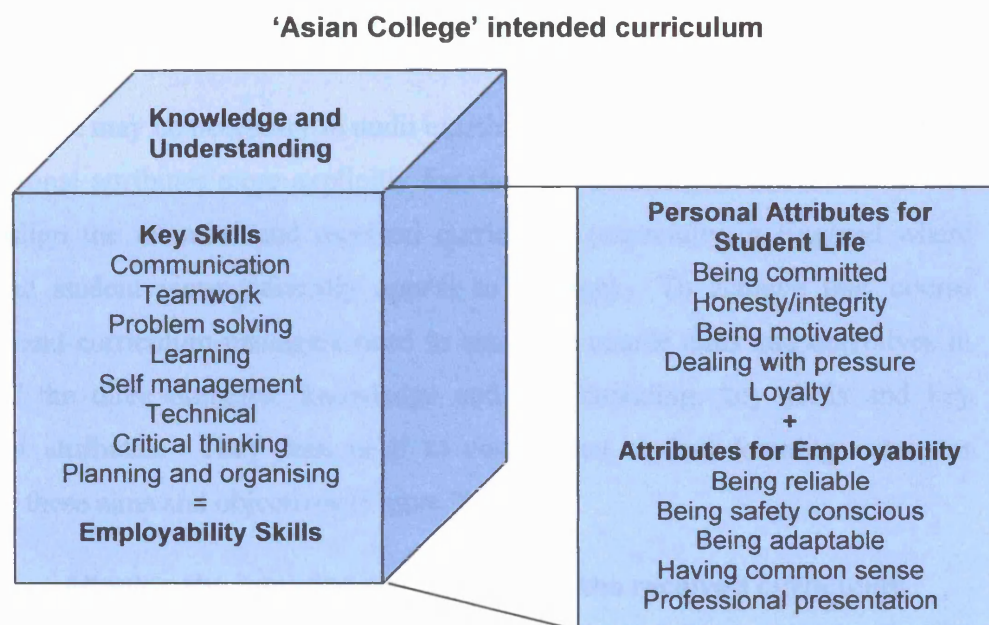 ‘Asian College’ intended curriculum
Knowledge and
Understanding
Key Skills
Communication
Teamwork
Problem solving
Learning
Self management
Technical
Critical thinking
Planning and organising
=
Employability Skills
Personal Attributes for
Student Life
Being committed
Honesty/integrity
Being motivated
Dealing with pressure
Loyalty
+
Attributes for Employability
Being reliable
Being safety conscious
Being adaptable
Having common sense
Professional presentation